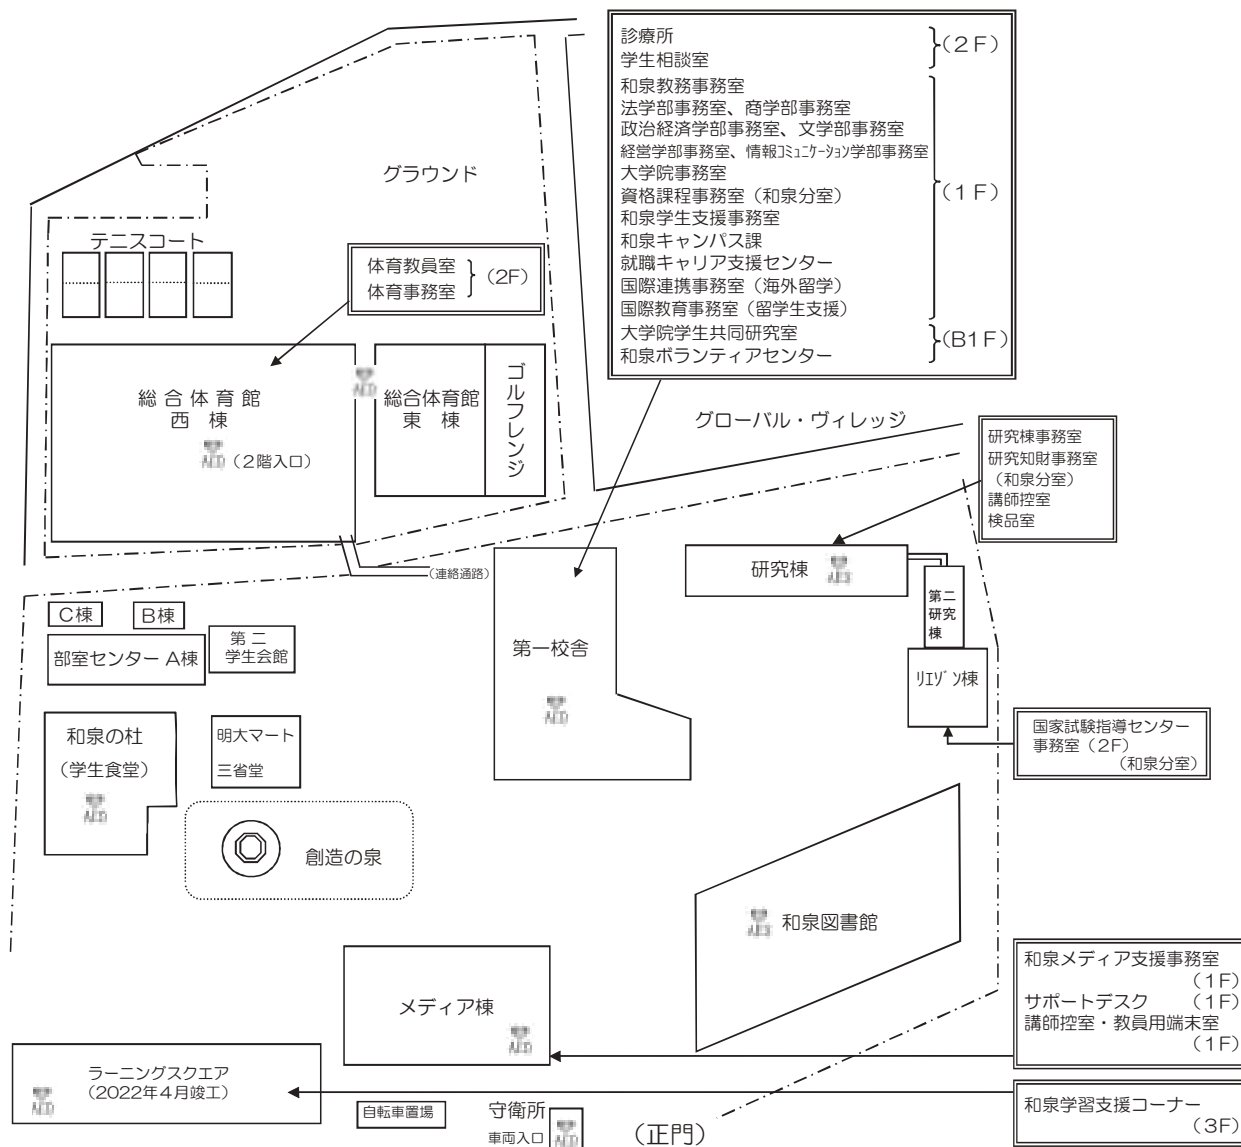 診療所
学生相談室
(2F)
和泉教務事務室
法学部事務室、商学部事務室
政治経済学部事務室、文学部事務室
経営学部事務室、情報ｺﾐｭﾆｹｰｼｮﾝ学部事務室
大学院事務室
資格課程事務室(和泉分室)
和泉学生支援事務室
和泉キャンパス課
就職キャリア支援センター
国際連携事務室(海外留学)
国際教育事務室(留学生支援)
(1F)
大学院学生共同研究室
和泉ボランティアセンター
(B1F)
グラウンド
テニスコート
体育教員室
体育事務室
(2F)
総合体育館
西棟
AED (2階入口)
AED
総合体育館
東棟
ゴルフレンジ
グローバル・ヴィレッジ
研究棟事務室
研究知財事務室
(和泉分室)
講師控室
検品室
(連絡通路)
研究棟
AED
第二
研究
棟
C棟
B棟
部室センター A棟
第二
学生会館
第一校舎
AED
ﾘｴｿﾞﾝ棟
国家試験指導センター
事務室(2F)
(和泉分室)
和泉の杜
(学生食堂)
AED
明大マート
三省堂
創造の泉
AED 和泉図書館
メディア棟
AED
和泉メディア支援事務室
(1F)
サポートデスク (1F)
講師控室・教員用端末室
(1F)
ラーニングスクエア
(2022年4月竣工)
AED
和泉学習支援コーナー
(3F)
自転車置場
守衛所
車両入口
AED
(正門)